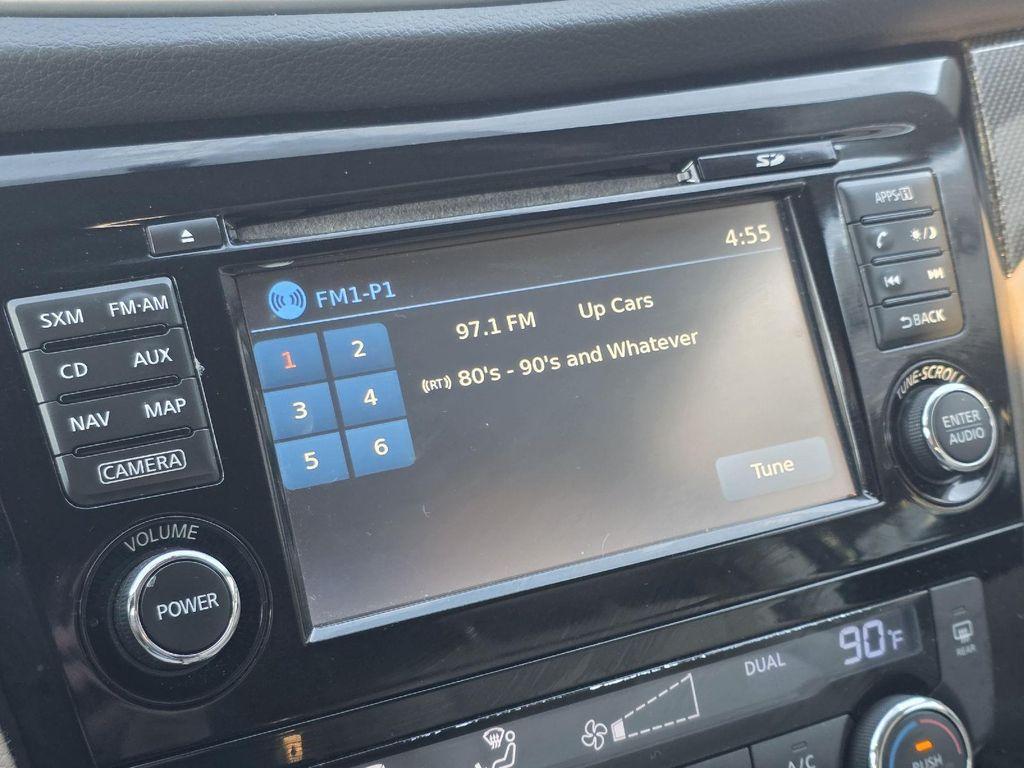 SD
APPS·i
4:55
FM1-P1
97.1 FM Up Cars
(RT) 80's - 90's and Whatever
1 2
3 4
5 6
Tune
SXM FM·AM
CD AUX
NAV MAP
CAMERA
VOLUME
POWER
BACK
TUNE·SCROLL
ENTER
AUDIO
DUAL 90°F
REAR
A/C
PUSH